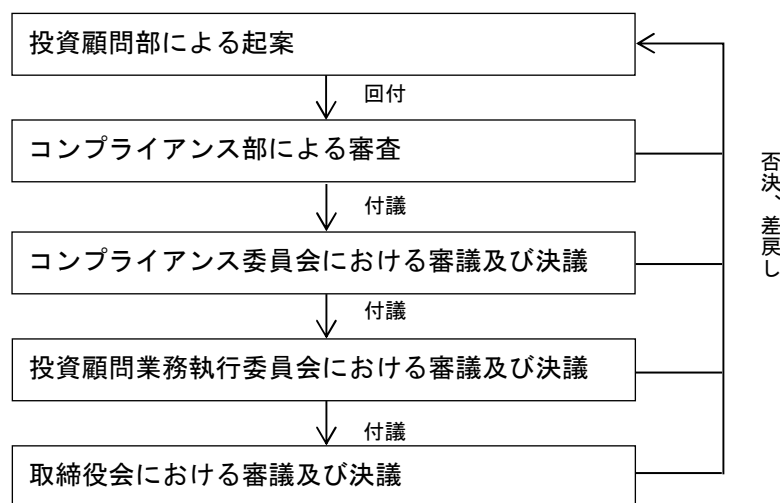 投資顧問部による起案
回付
コンプライアンス部による審査
付議
コンプライアンス委員会における審議及び決議
付議
投資顧問業務執行委員会における審議及び決議
付議
取締役会における審議及び決議
否決、差戻し